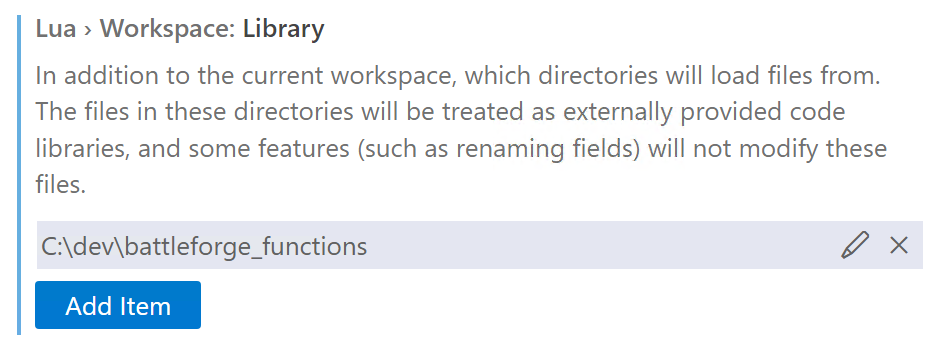 Lua › Workspace: Library
In addition to the current workspace, which directories will load files from.
The files in these directories will be treated as externally provided code
libraries, and some features (such as renaming fields) will not modify these
files.
C:\dev\battleforge_functions
Add Item